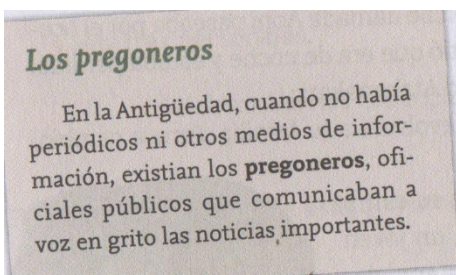 Los pregoneros
En la Antigüedad, cuando no había
periódicos ni otros medios de infor-
mación, existian los pregoneros, ofi-
ciales públicos que comunicaban a
voz en grito las noticias importantes.